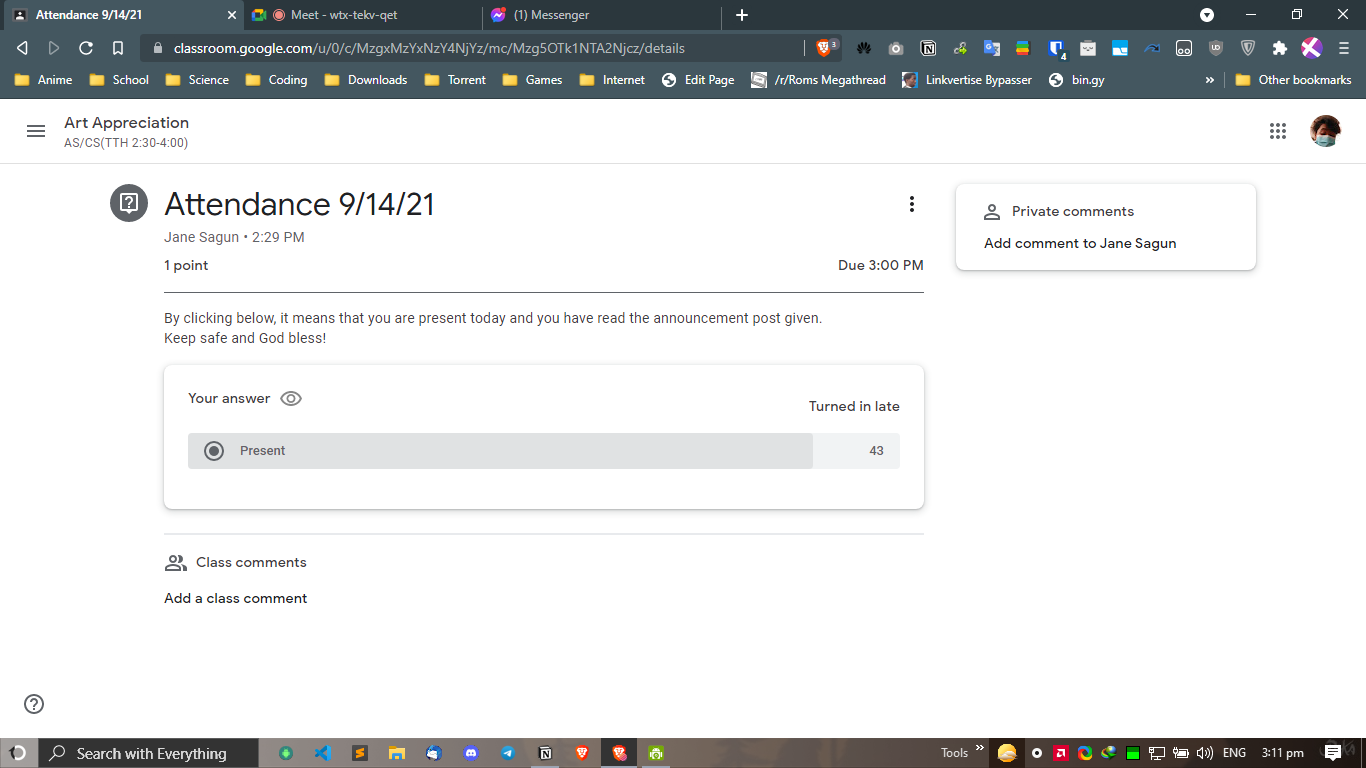 Attendance 9/14/21
Meet - wtx-tekv-qet
(1) Messenger
classroom.google.com/u/0/c/MzgxMzYxNzY4NjYz/mc/Mzg5OTk1NTA2Njcz/details
3
4
Anime
School
Science
Coding
Downloads
Torrent
Games
Internet
Edit Page
/r/Roms Megathread
Linkvertise Bypasser
bin.gy
»
Other bookmarks
Art Appreciation
AS/CS(TTH 2:30-4:00)
Attendance 9/14/21
Jane Sagun • 2:29 PM
1 point
Due 3:00 PM
Private comments
Add comment to Jane Sagun
By clicking below, it means that you are present today and you have read the announcement post given.
Keep safe and God bless!
Your answer
Turned in late
Present
43
Class comments
Add a class comment
Search with Everything
Tools
»
ENG
3:11 pm